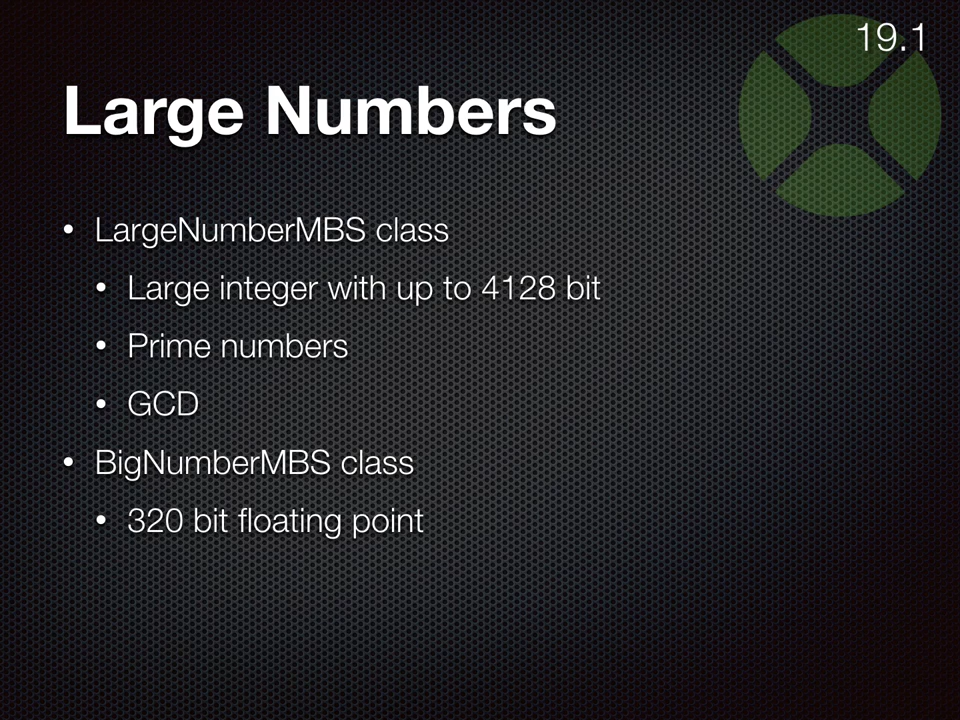 19.1
Large Numbers
• LargeNumberMBS class
• Large integer with up to 4128 bit
• Prime numbers
• GCD
• BigNumberMBS class
• 320 bit floating point